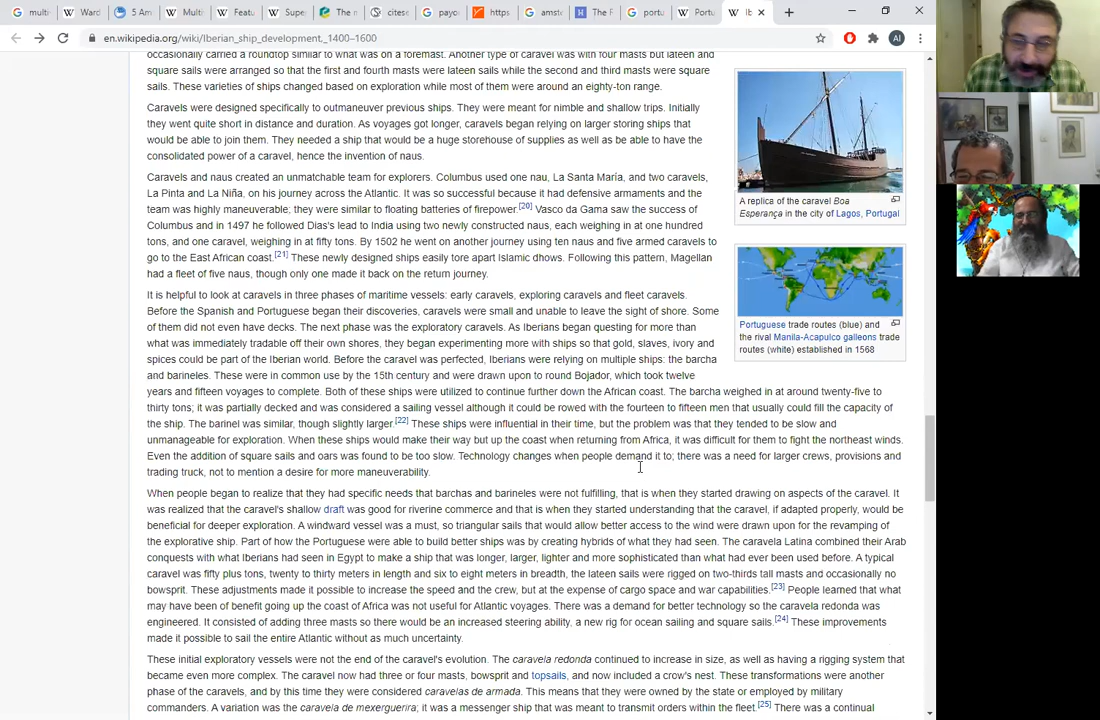 multi
Ward
5 Am
Multi
Featu
Supe
The n
citese
payo
https
amste
The F
portu
Portu
Ib
en.wikipedia.org/wiki/Iberian_ship_development,_1400–1600
AI
occasionally carried a roundtop similar to what was on a foremast. Another type of caravel was with four masts but lateen and
square sails were arranged so that the first and fourth masts were lateen sails while the second and third masts were square
sails. These varieties of ships changed based on exploration while most of them were around an eighty-ton range.
Caravels were designed specifically to outmaneuver previous ships. They were meant for nimble and shallow trips. Initially
they went quite short in distance and duration. As voyages got longer, caravels began relying on larger storing ships that
would be able to join them. They needed a ship that would be a huge storehouse of supplies as well as be able to have the
consolidated power of a caravel, hence the invention of naus.
Caravels and naus created an unmatchable team for explorers. Columbus used one nau, La Santa María, and two caravels,
La Pinta and La Niña, on his journey across the Atlantic. It was so successful because it had defensive armaments and the
team was highly maneuverable; they were similar to floating batteries of firepower.[20] Vasco da Gama saw the success of
Columbus and in 1497 he followed Dias's lead to India using two newly constructed naus, each weighing in at one hundred
tons, and one caravel, weighing in at fifty tons. By 1502 he went on another journey using ten naus and five armed caravels to
go to the East African coast.[21] These newly designed ships easily tore apart Islamic dhows. Following this pattern, Magellan
had a fleet of five naus, though only one made it back on the return journey.
It is helpful to look at caravels in three phases of maritime vessels: early caravels, exploring caravels and fleet caravels.
Before the Spanish and Portuguese began their discoveries, caravels were small and unable to leave the sight of shore. Some
of them did not even have decks. The next phase was the exploratory caravels. As Iberians began questing for more than
what was immediately tradable off their own shores, they began experimenting more with ships so that gold, slaves, ivory and
spices could be part of the Iberian world. Before the caravel was perfected, Iberians were relying on multiple ships: the barcha
and barineles. These were in common use by the 15th century and were drawn upon to round Bojador, which took twelve
years and fifteen voyages to complete. Both of these ships were utilized to continue further down the African coast. The barcha weighed in at around twenty-five to
thirty tons; it was partially decked and was considered a sailing vessel although it could be rowed with the fourteen to fifteen men that usually could fill the capacity of
the ship. The barinel was similar, though slightly larger.[22] These ships were influential in their time, but the problem was that they tended to be slow and
unmanageable for exploration. When these ships would make their way but up the coast when returning from Africa, it was difficult for them to fight the northeast winds.
Even the addition of square sails and oars was found to be too slow. Technology changes when people demand it to; there was a need for larger crews, provisions and
trading truck, not to mention a desire for more maneuverability.
When people began to realize that they had specific needs that barchas and barineles were not fulfilling, that is when they started drawing on aspects of the caravel. It
was realized that the caravel's shallow draft was good for riverine commerce and that is when they started understanding that the caravel, if adapted properly, would be
beneficial for deeper exploration. A windward vessel was a must, so triangular sails that would allow better access to the wind were drawn upon for the revamping of
the explorative ship. Part of how the Portuguese were able to build better ships was by creating hybrids of what they had seen. The caravela Latina combined their Arab
conquests with what Iberians had seen in Egypt to make a ship that was longer, larger, lighter and more sophisticated than what had ever been used before. A typical
caravel was fifty plus tons, twenty to thirty meters in length and six to eight meters in breadth, the lateen sails were rigged on two-thirds tall masts and occasionally no
bowsprit. These adjustments made it possible to increase the speed and the crew, but at the expense of cargo space and war capabilities.[23] People learned that what
may have been of benefit going up the coast of Africa was not useful for Atlantic voyages. There was a demand for better technology so the caravela redonda was
engineered. It consisted of adding three masts so there would be an increased steering ability, a new rig for ocean sailing and square sails.[24] These improvements
made it possible to sail the entire Atlantic without as much uncertainty.
These initial exploratory vessels were not the end of the caravel's evolution. The caravela redonda continued to increase in size, as well as having a rigging system that
became even more complex. The caravel now had three or four masts, bowsprit and topsails, and now included a crow's nest. These transformations were another
phase of the caravels, and by this time they were considered caravelas de armada. This means that they were owned by the state or employed by military
commanders. A variation was the caravela de mexerguerira; it was a messenger ship that was meant to transmit orders within the fleet.[25] There was a continual
A replica of the caravel Boa
Esperança in the city of Lagos, Portugal
Portuguese trade routes (blue) and
the rival Manila-Acapulco galleons trade
routes (white) established in 1568